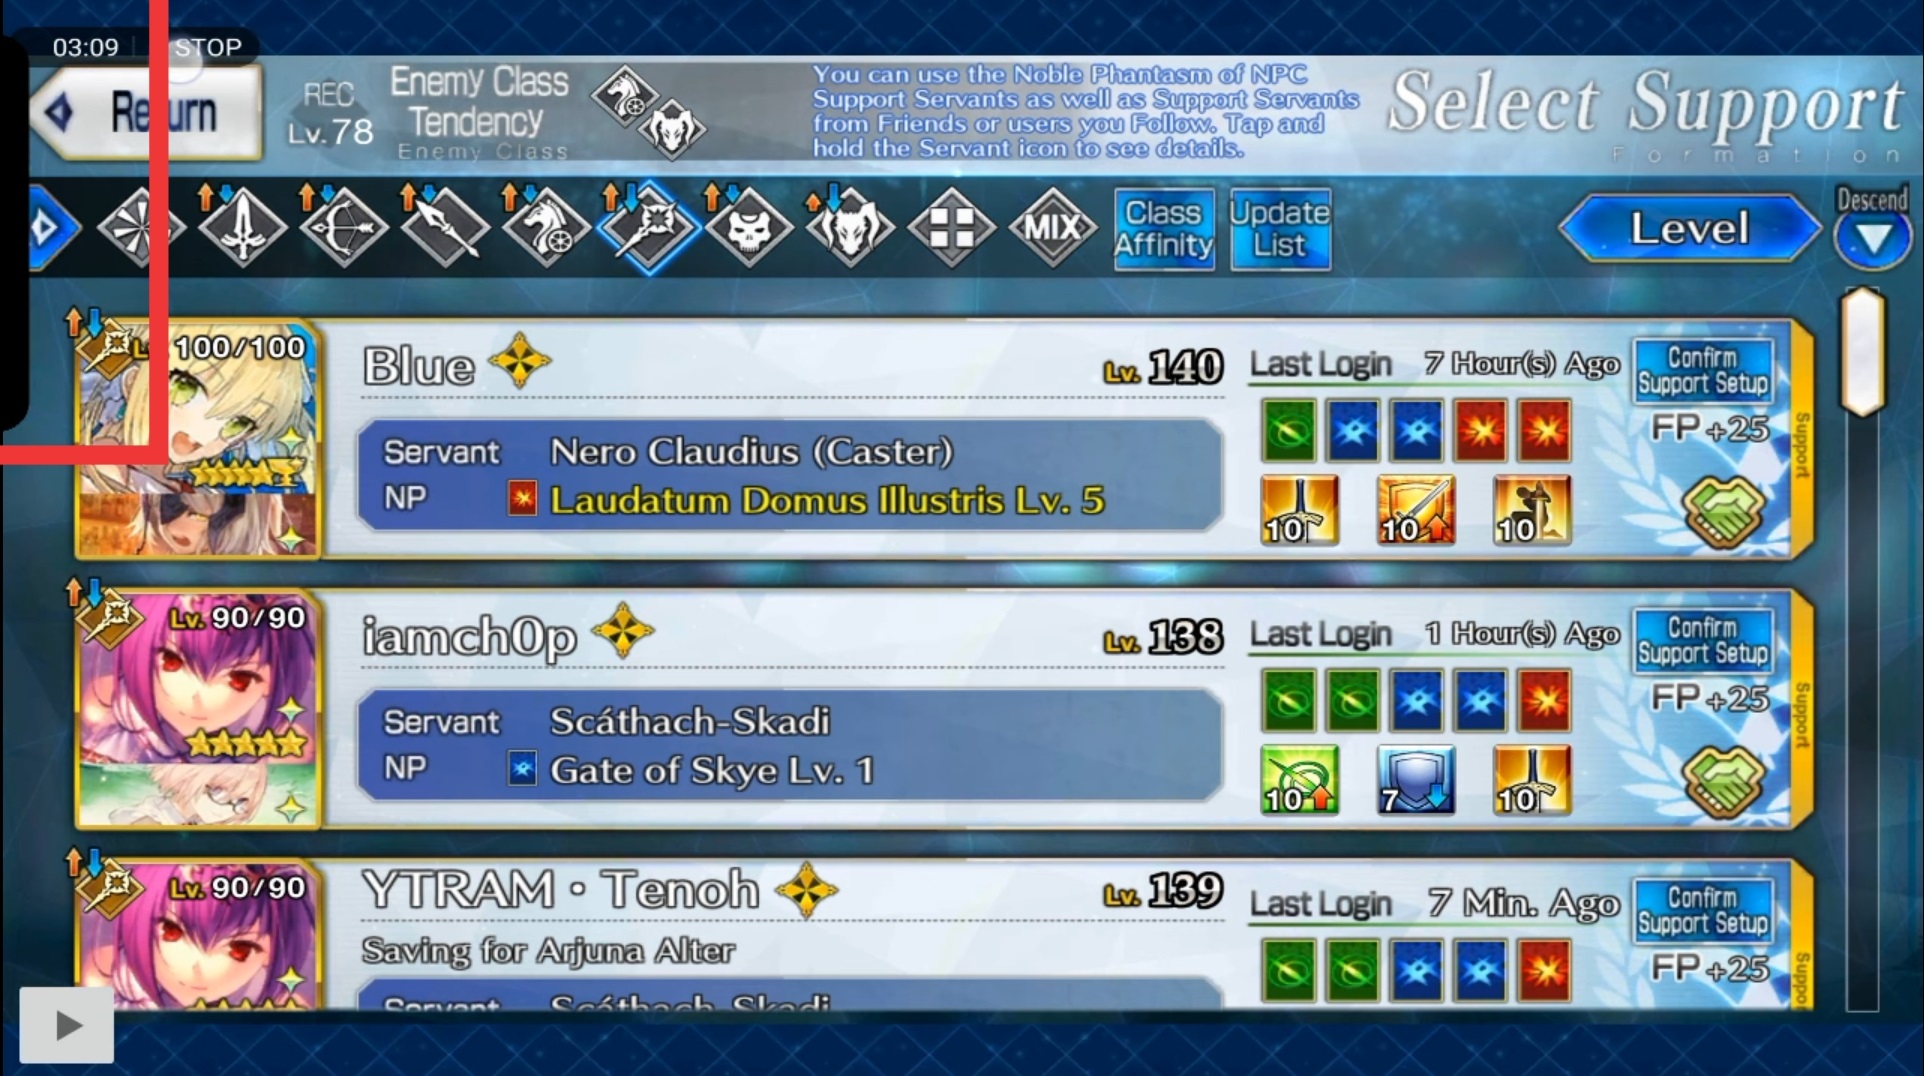 03:09
STOP
Return
REC
Lv. 78
Enemy Class
Tendency
Enemy Class
You can use the Noble Phantasm of NPC
Support Servants as well as Support Servants
from Friends or users you Follow. Tap and
hold the Servant icon to see details.
Select Support
Formation
MIX
Class
Affinity
Update
List
Level
Descend
100/100
Blue
Lv. 140
Last Login 7 Hour(s) Ago
Confirm
Support Setup
FP +25
Support
Servant Nero Claudius (Caster)
NP Laudatum Domus Illustris Lv. 5
10 10 10
Lv. 90/90
iamch0p
Lv. 138
Last Login 1 Hour(s) Ago
Confirm
Support Setup
FP +25
Support
Servant Scáthach-Skadi
NP Gate of Skye Lv. 1
10 7 10
Lv. 90/90
YTRAM・Tenoh
Lv. 139
Last Login 7 Min. Ago
Confirm
Support Setup
FP +25
Saving for Arjuna Alter
Servant Scáthach-Skadi